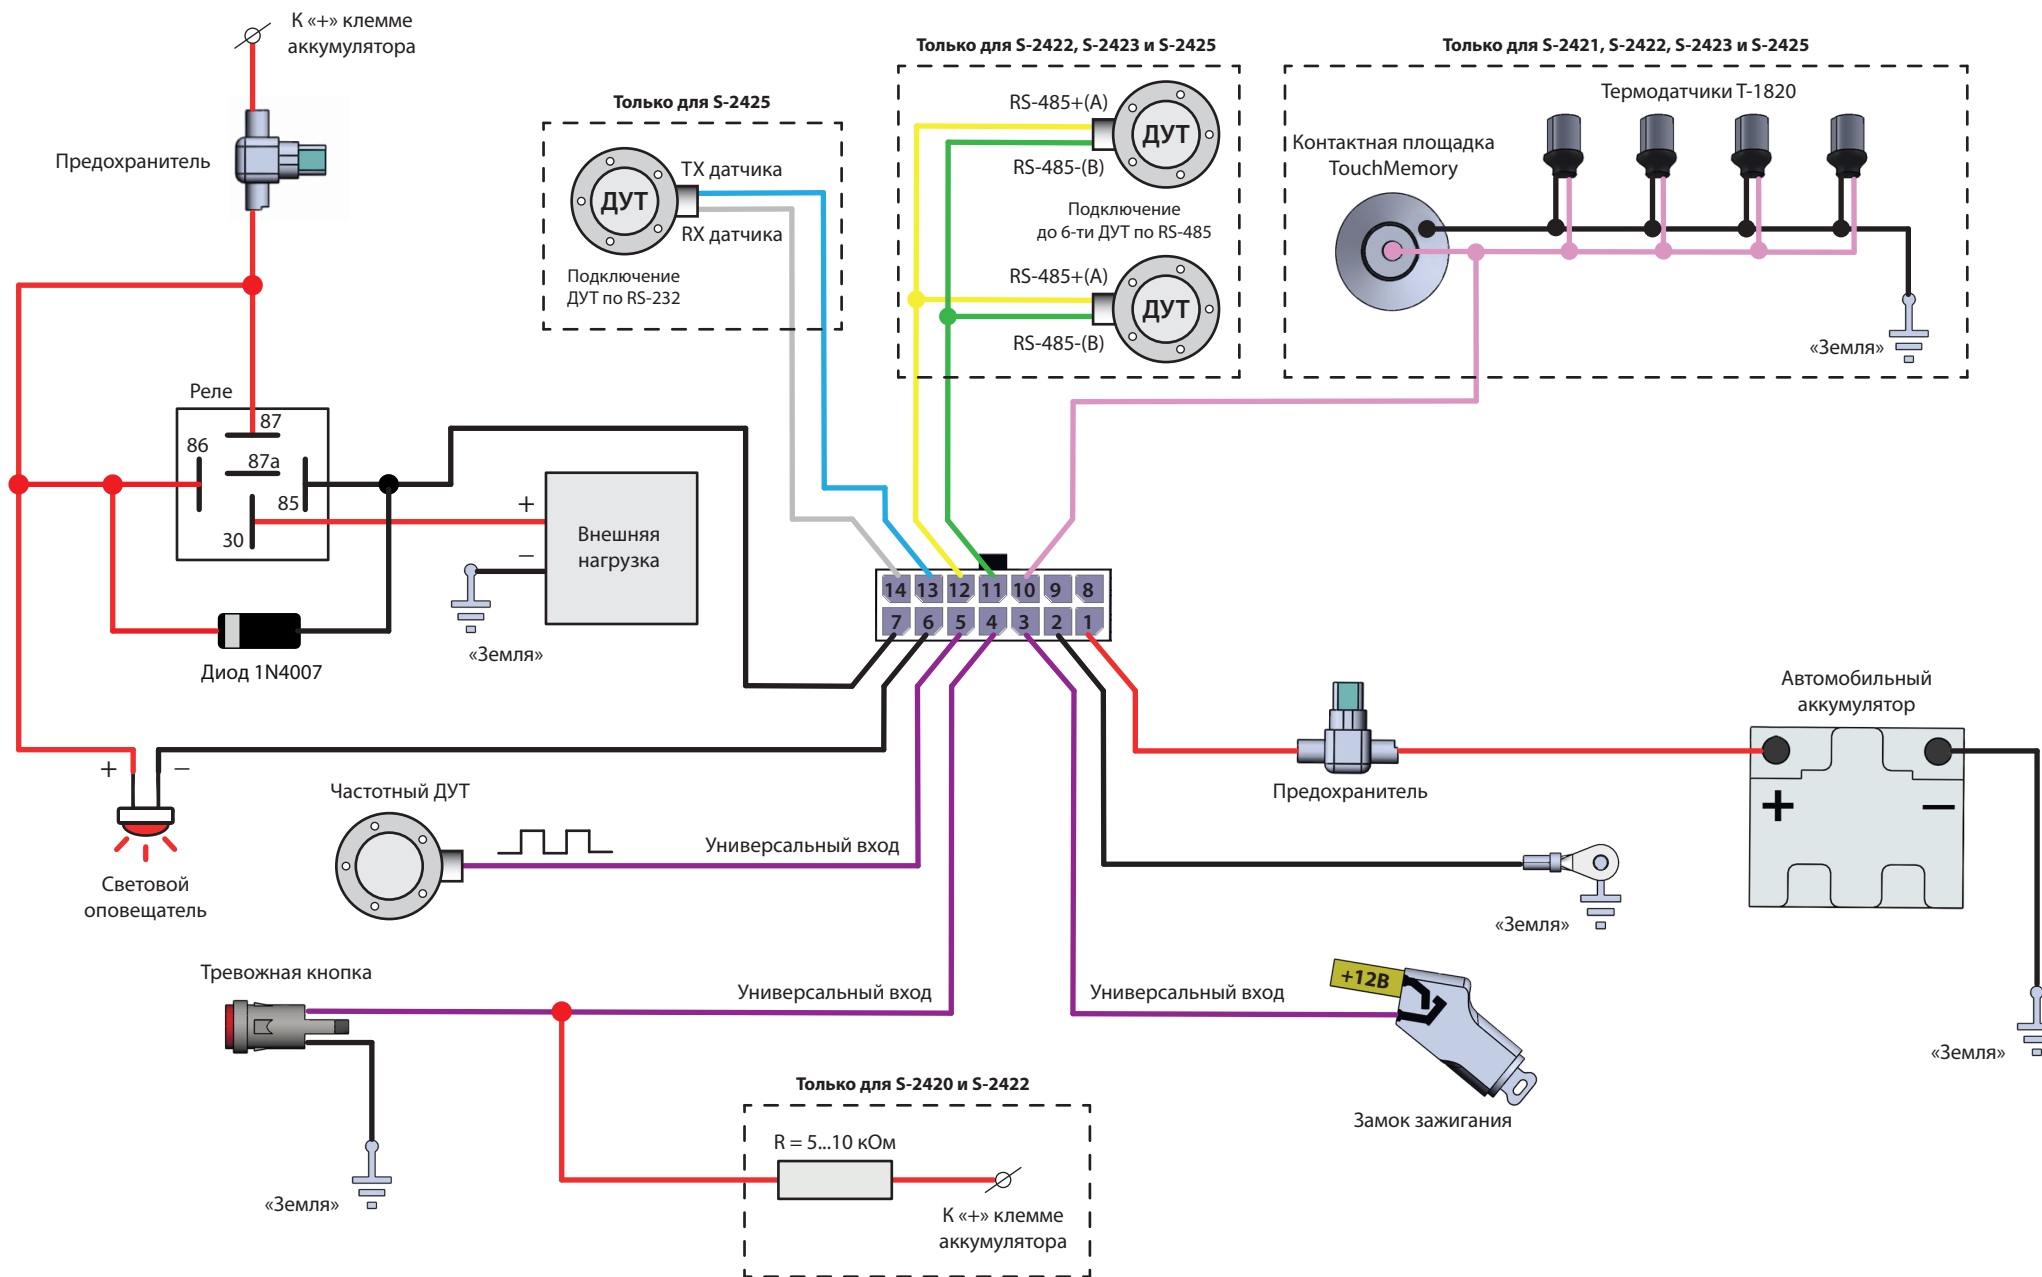 К «+» клемме
аккумулятора
Предохранитель
Только для S-2425
ДУТ
TX датчика
RX датчика
Подключение
ДУТ по RS-232
Только для S-2422, S-2423 и S-2425
RS-485+(A)
ДУТ
RS-485-(B)
Подключение
до 6-ти ДУТ по RS-485
RS-485+(A)
ДУТ
RS-485-(B)
Только для S-2421, S-2422, S-2423 и S-2425
Термодатчики T-1820
Контактная площадка
TouchMemory
«Земля»
Реле
87
86
87a
85
30
+
−
Внешняя
нагрузка
«Земля»
Диод 1N4007
14 13 12 11 10 9 8
7 6 5 4 3 2 1
+ −
Световой
оповещатель
Частотный ДУТ
Универсальный вход
Предохранитель
Автомобильный
аккумулятор
+ −
«Земля»
«Земля»
Тревожная кнопка
Универсальный вход
Универсальный вход
+12В
Замок зажигания
«Земля»
Только для S-2420 и S-2422
R = 5...10 кОм
К «+» клемме
аккумулятора